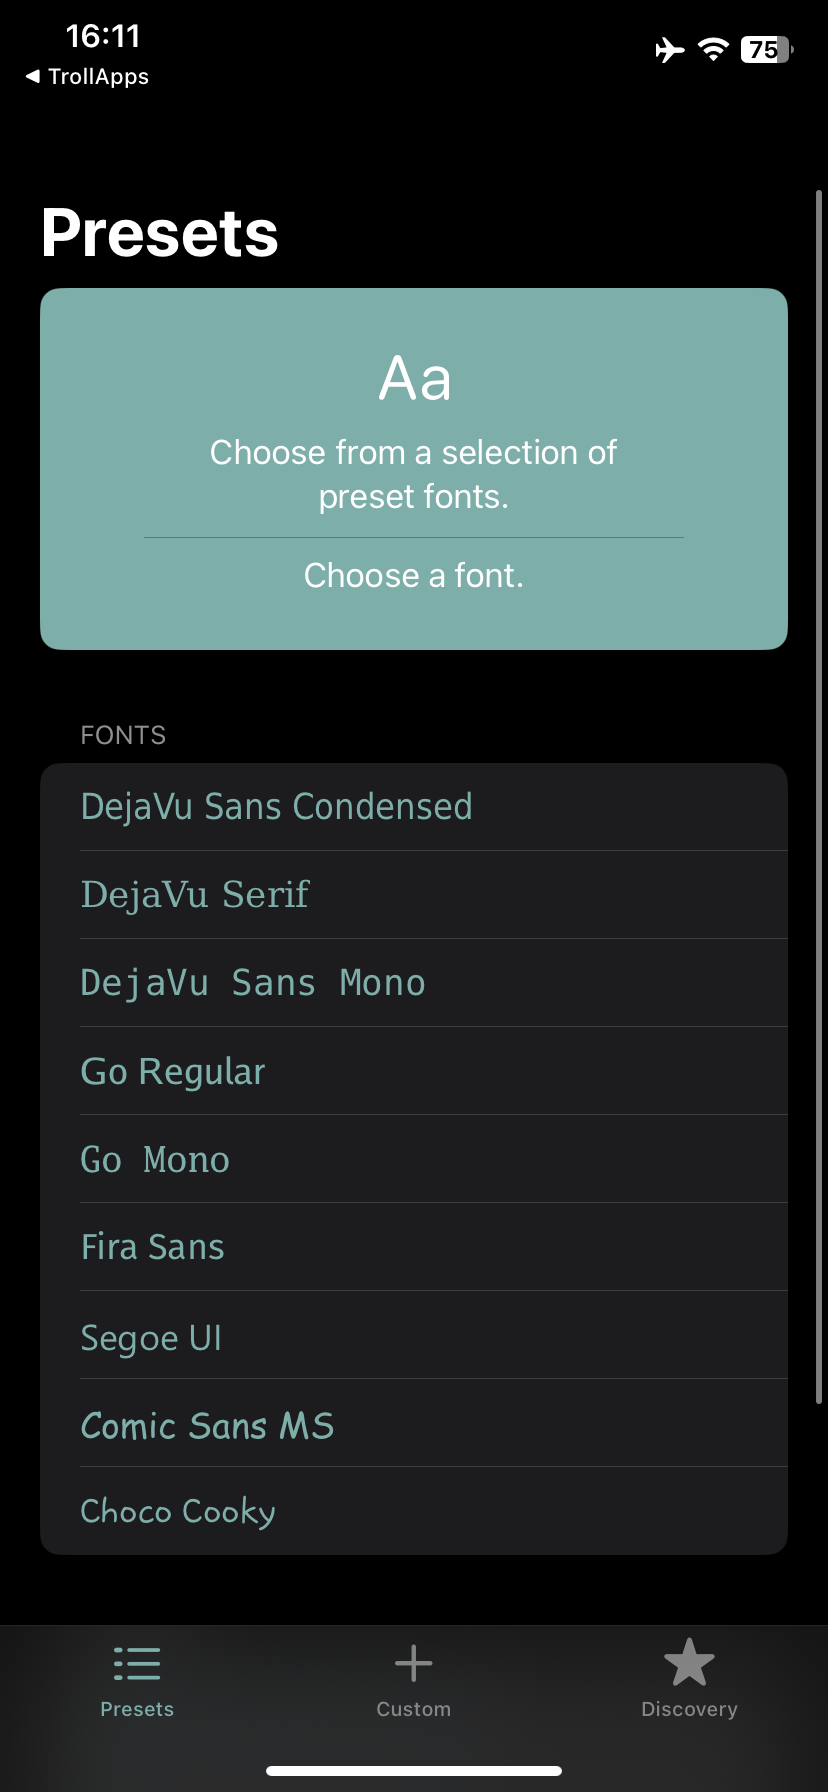 16:11
75
◀ TrollApps
Presets
Aa
Choose from a selection of
preset fonts.
Choose a font.
FONTS
DejaVu Sans Condensed
DejaVu Serif
DejaVu Sans Mono
Go Regular
Go Mono
Fira Sans
Segoe UI
Comic Sans MS
Choco Cooky
Presets
Custom
Discovery